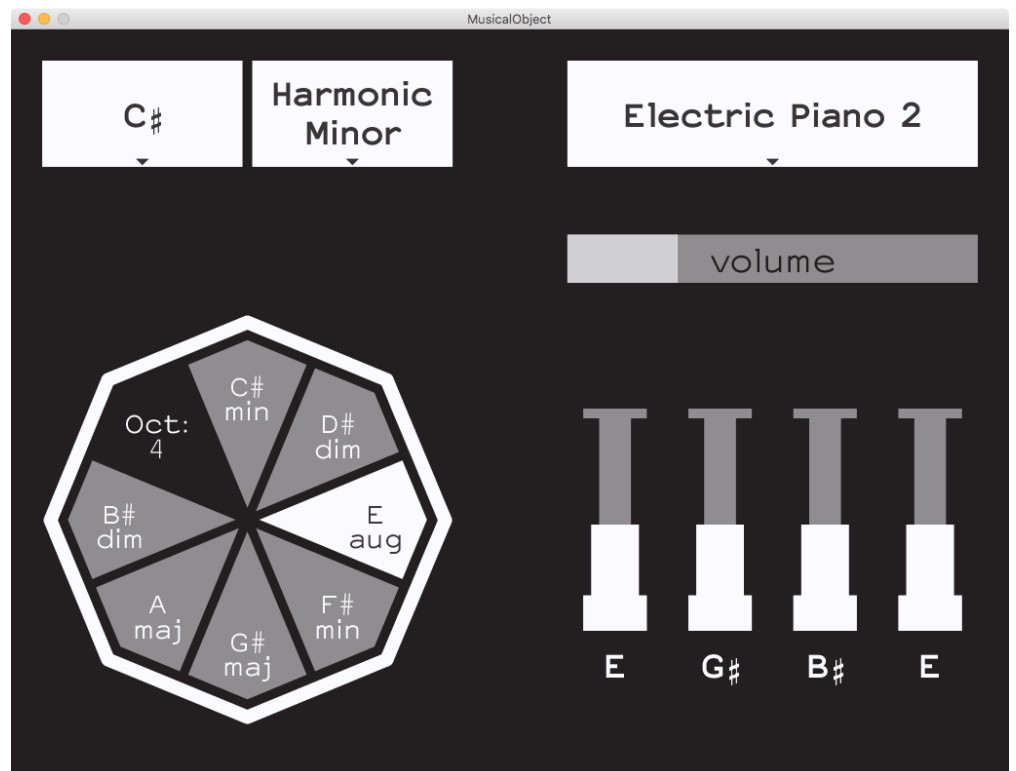 MusicalObject
C♯
Harmonic
Minor
Electric Piano 2
volume
C#
min
D#
dim
E
aug
F#
min
G#
maj
A
maj
B#
dim
Oct:
4
E G♯ B♯ E